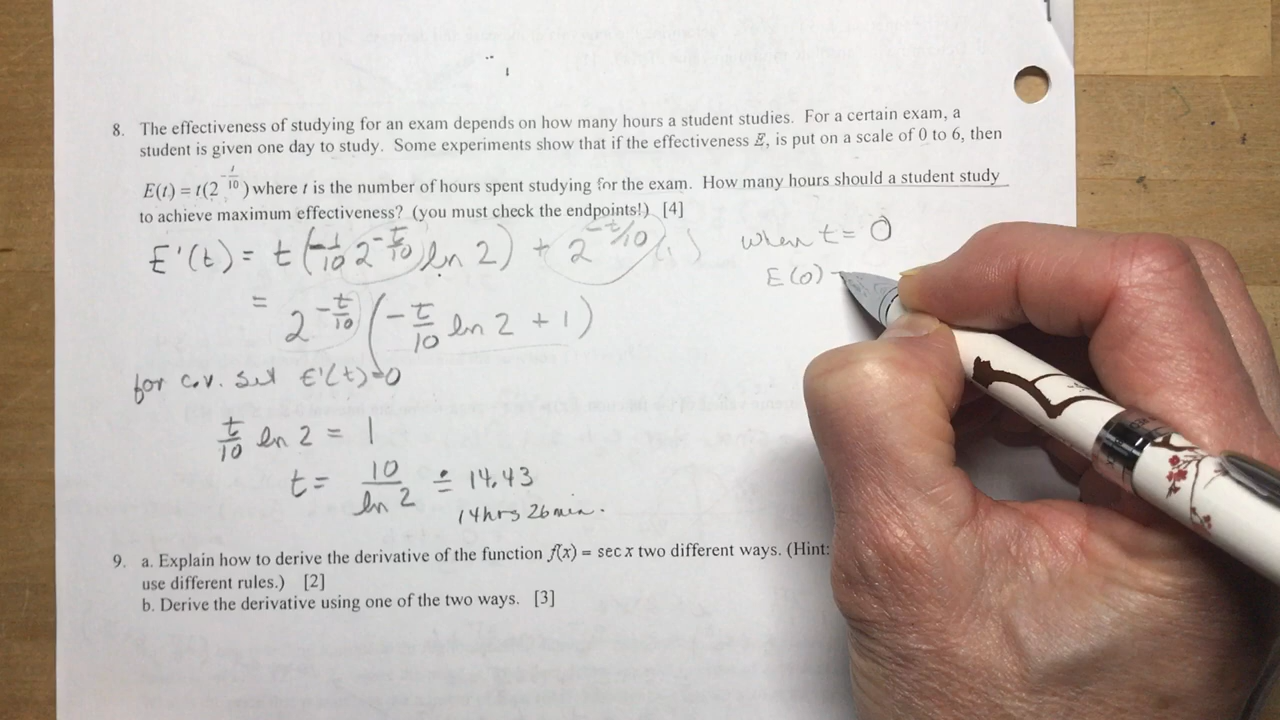 8. The effectiveness of studying for an exam depends on how many hours a student studies. For a certain exam, a
student is given one day to study. Some experiments show that if the effectiveness E, is put on a scale of 0 to 6, then
E(t) = t(2^(-t/10)) where t is the number of hours spent studying for the exam. How many hours should a student study
to achieve maximum effectiveness? (you must check the endpoints!) [4]
E'(t) = t(-1/10 2^(-t/10) ln 2) + 2^(-t/10)(1)
= 2^(-t/10) (-t/10 ln 2 + 1)
for c.v. set E'(t)=0
t/10 ln 2 = 1
t = 10/ln 2 ≐ 14.43
14hrs 26min.
when t = 0
E(0) =
9. a. Explain how to derive the derivative of the function f(x) = sec x two different ways. (Hint:
use different rules.) [2]
b. Derive the derivative using one of the two ways. [3]